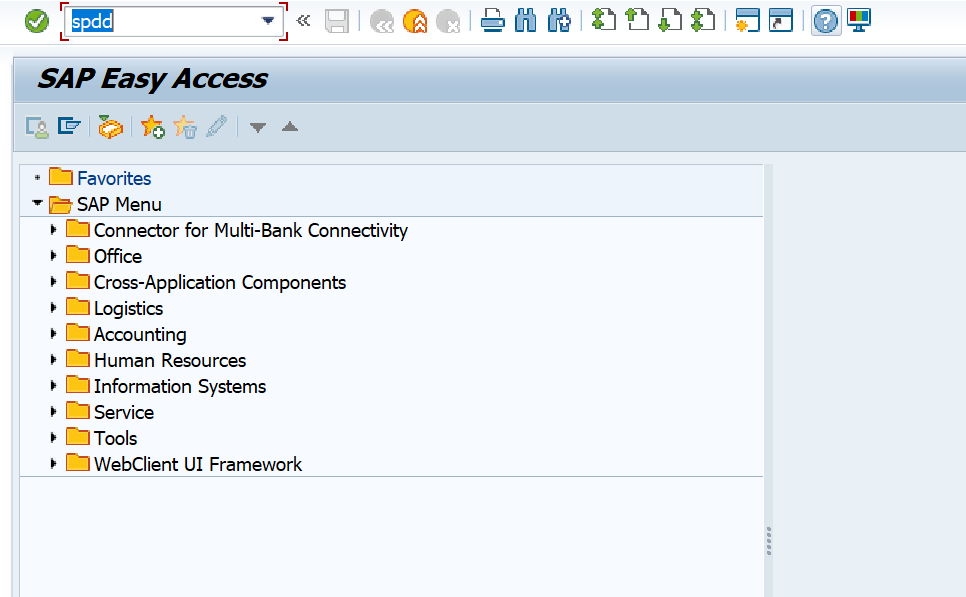 spdd
SAP Easy Access
Favorites
SAP Menu
Connector for Multi-Bank Connectivity
Office
Cross-Application Components
Logistics
Accounting
Human Resources
Information Systems
Service
Tools
WebClient UI Framework